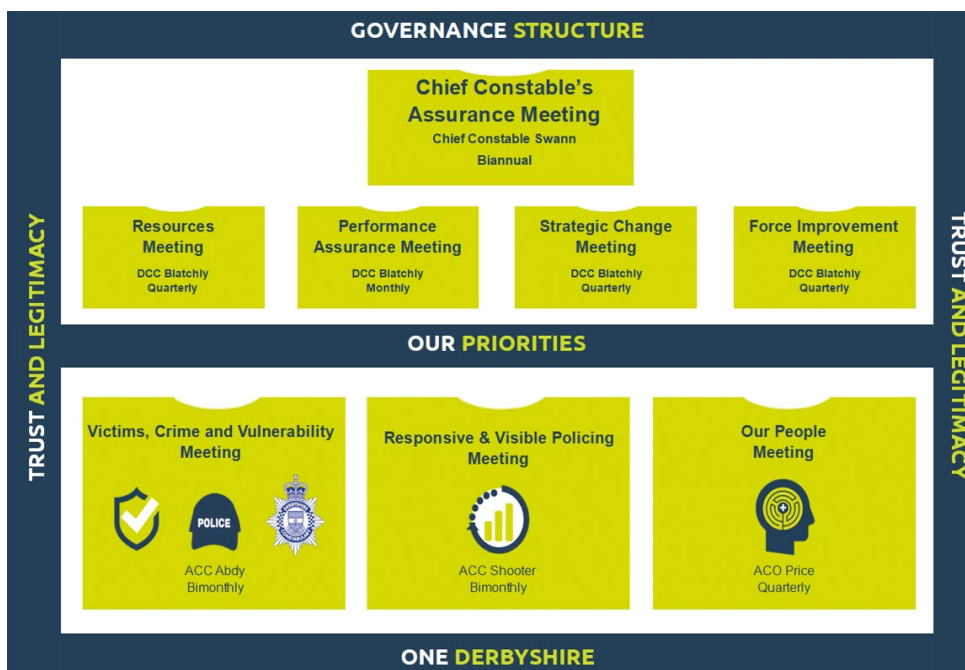 GOVERNANCE STRUCTURE
Chief Constable's
Assurance Meeting
Chief Constable Swann
Biannual
Resources
Meeting
DCC Blatchly
Quarterly
Performance
Assurance Meeting
DCC Blatchly
Monthly
Strategic Change
Meeting
DCC Blatchly
Quarterly
Force Improvement
Meeting
DCC Blatchly
Quarterly
TRUST AND LEGITIMACY
TRUST AND LEGITIMACY
OUR PRIORITIES
Victims, Crime and Vulnerability
Meeting
POLICE
ACC Abdy
Bimonthly
Responsive & Visible Policing
Meeting
ACC Shooter
Bimonthly
Our People
Meeting
ACO Price
Quarterly
ONE DERBYSHIRE